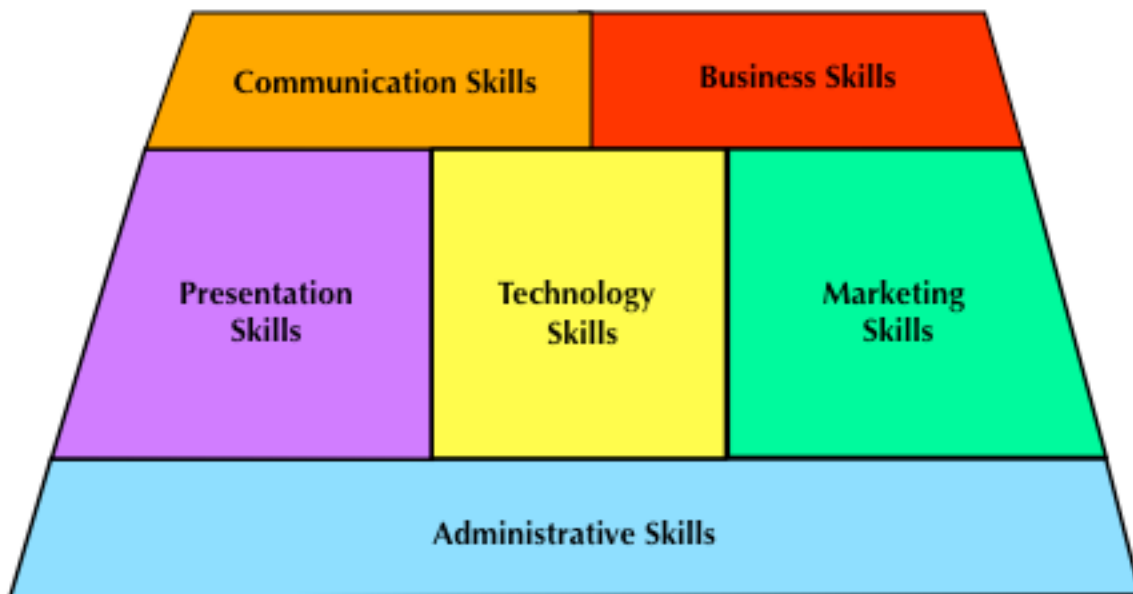 Communication Skills
Business Skills
Presentation
Skills
Technology
Skills
Marketing
Skills
Administrative Skills